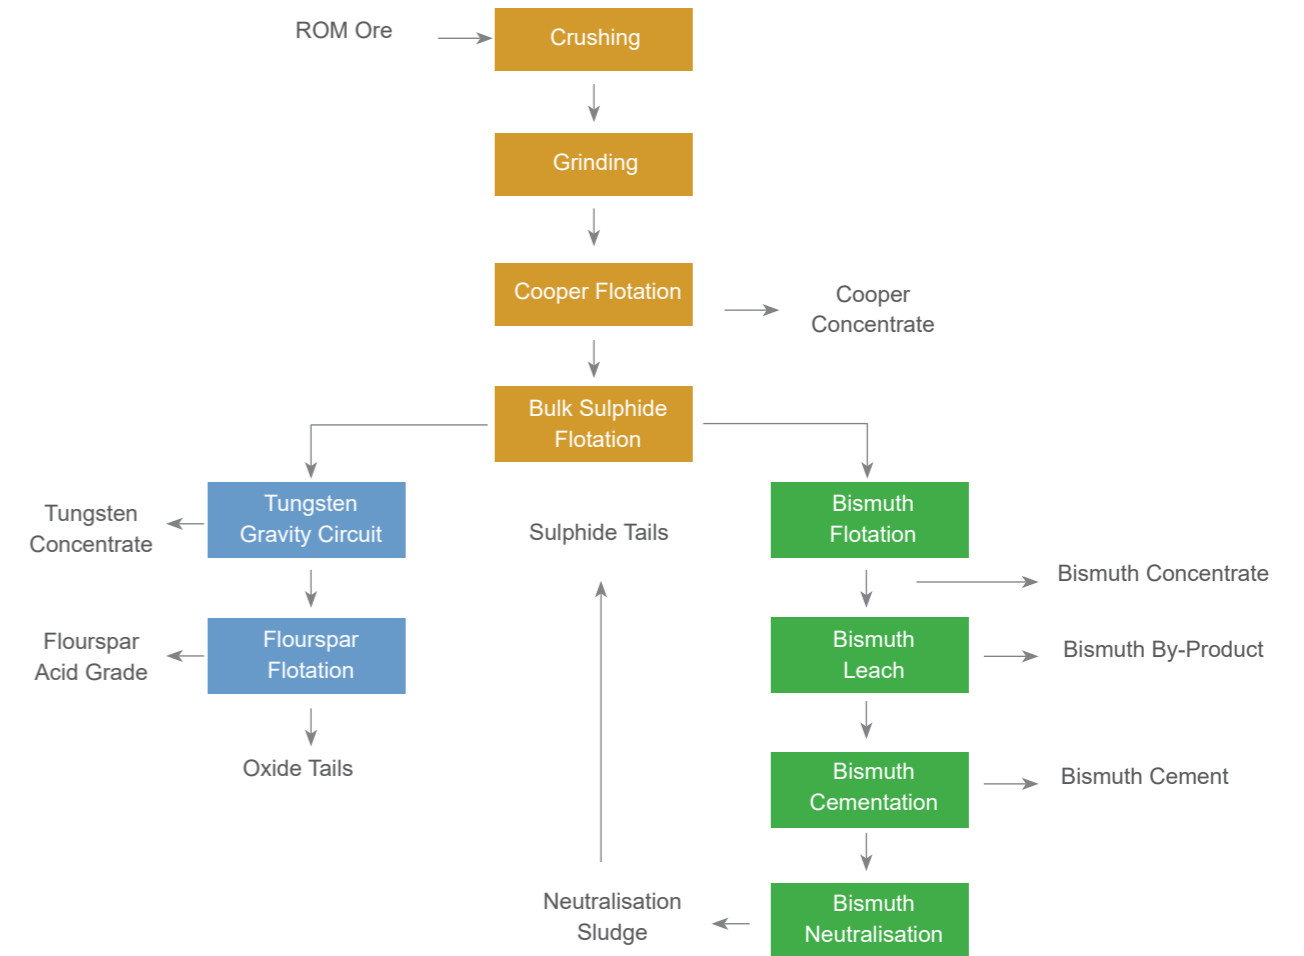 ROM Ore
Crushing
Grinding
Cooper Flotation
Cooper
Concentrate
Bulk Sulphide
Flotation
Tungsten
Concentrate
Tungsten
Gravity Circuit
Sulphide Tails
Bismuth
Flotation
Bismuth Concentrate
Flourspar
Acid Grade
Flourspar
Flotation
Bismuth
Leach
Bismuth By-Product
Oxide Tails
Bismuth
Cementation
Bismuth Cement
Neutralisation
Sludge
Bismuth
Neutralisation